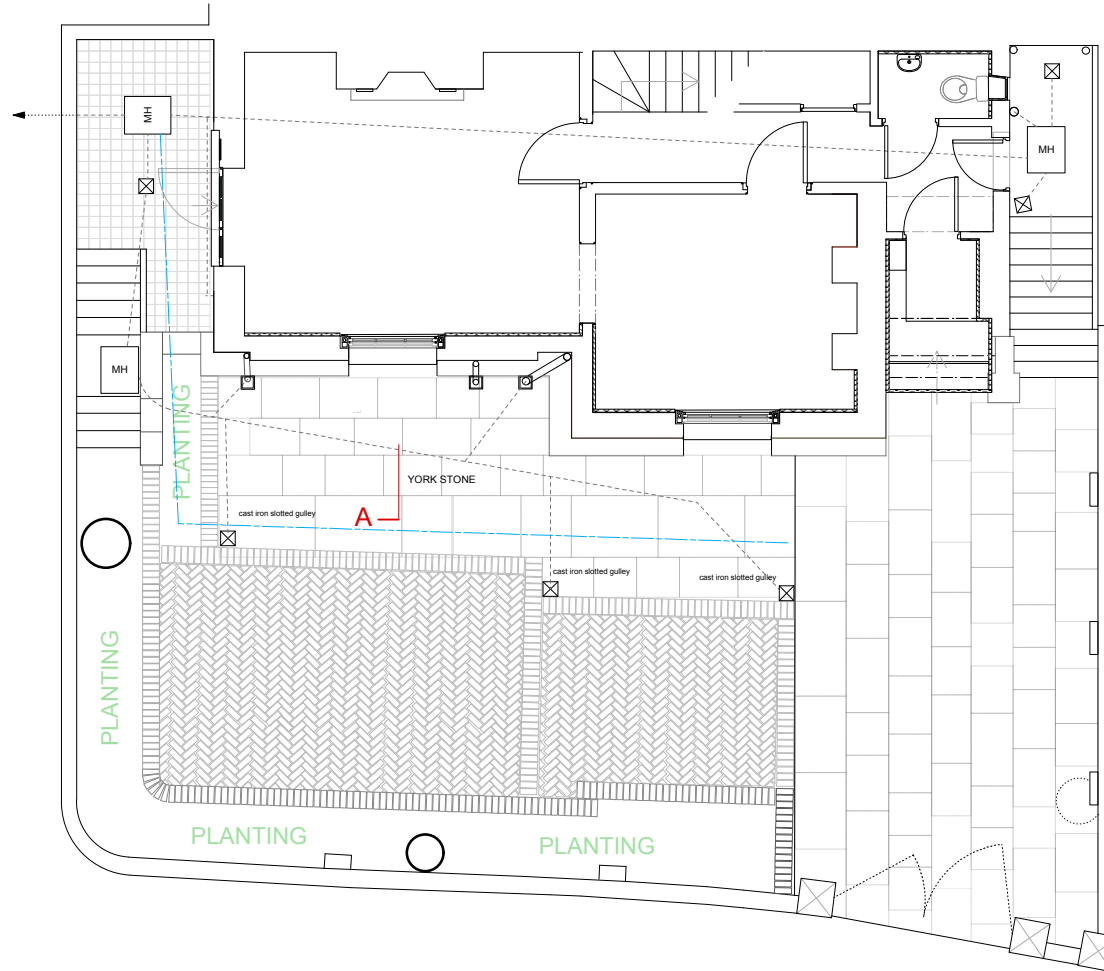 MH
MH
MH
PLANTING
YORK STONE
A
cast iron slotted gulley
cast iron slotted gulley
cast iron slotted gulley
PLANTING
PLANTING
PLANTING